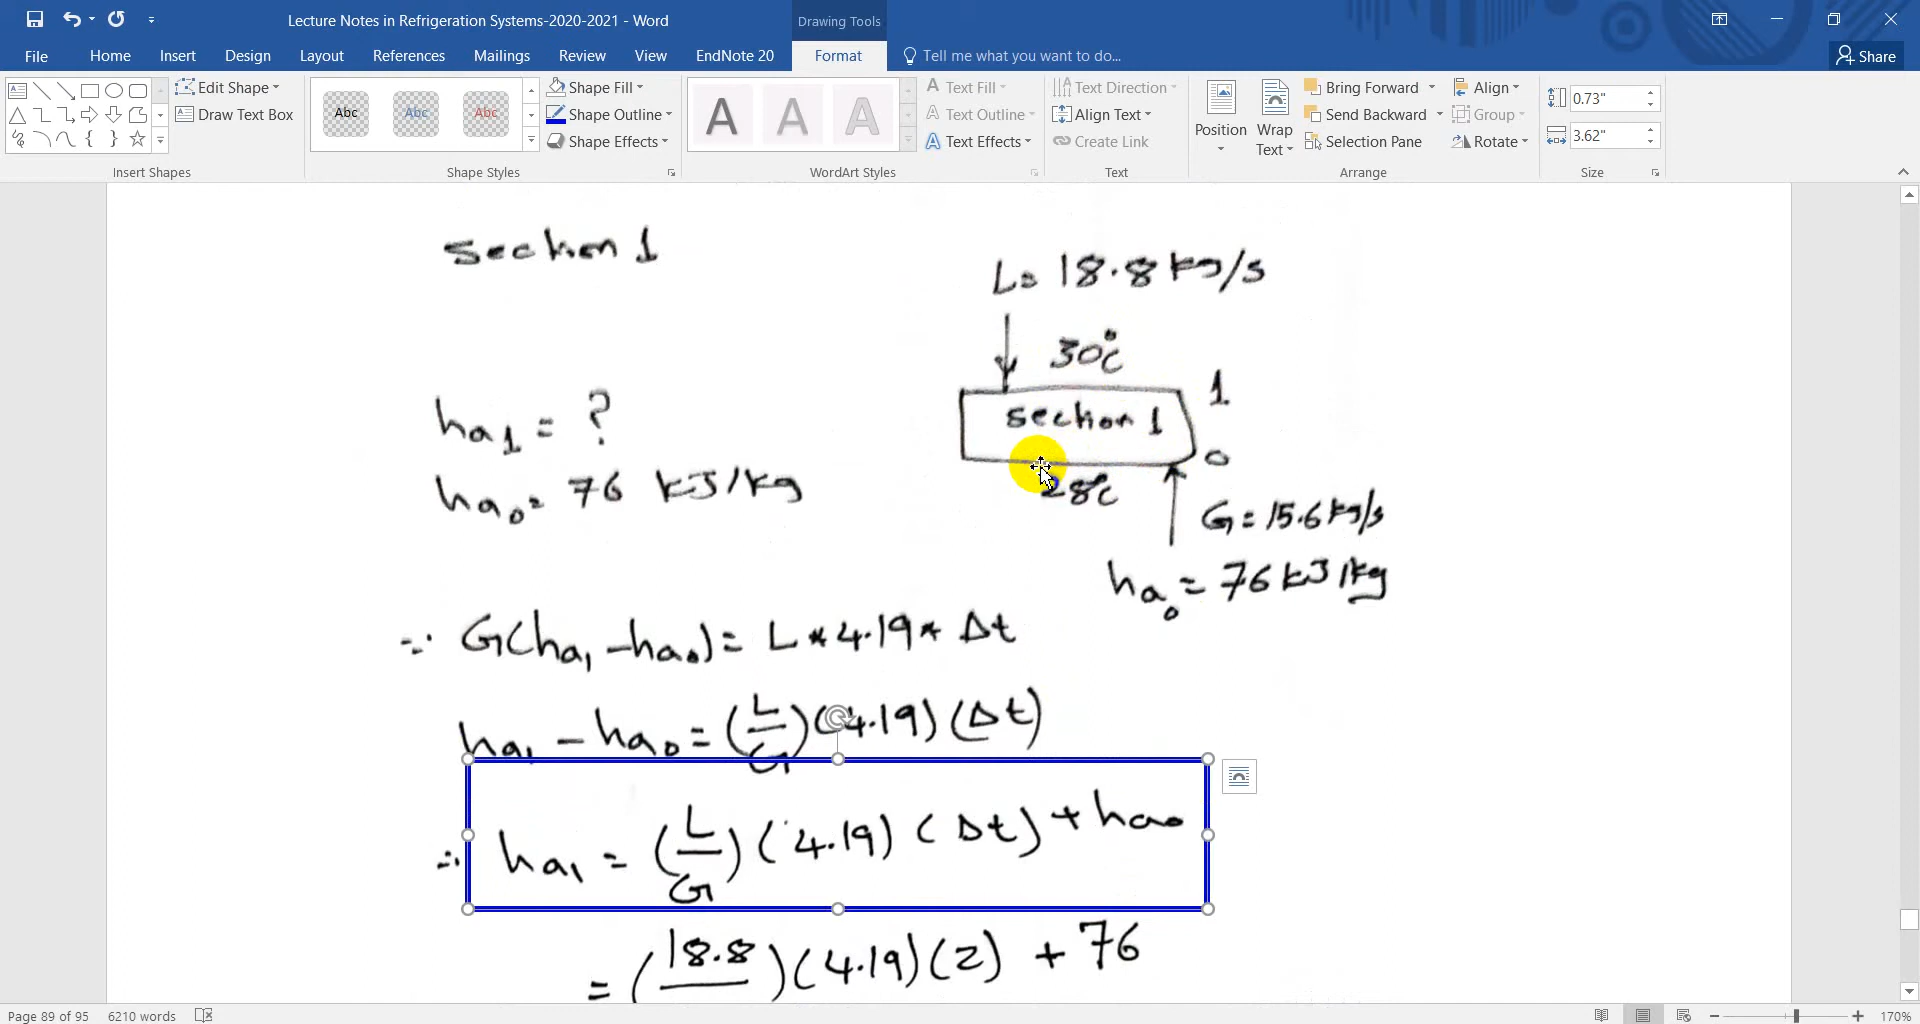 Lecture Notes in Refrigeration Systems-2020-2021 - Word
Drawing Tools
File Home Insert Design Layout References Mailings Review View EndNote 20 Format Tell me what you want to do... Share
Edit Shape
Draw Text Box
Insert Shapes
Abc Abc Abc
Shape Fill
Shape Outline
Shape Effects
Shape Styles
A A A
WordArt Styles
Text Fill
Text Outline
Text Effects
Text Direction
Align Text
Create Link
Text
Position
Wrap Text
Bring Forward
Send Backward
Selection Pane
Align
Group
Rotate
Arrange
0.73"
3.62"
Size
section 1
L= 18.8 kg/s
30°C
section 1
1
0
28°C
G = 15.6 kg/s
ha₀ = 76 kJ/kg
ha₁ = ?
ha₀ = 76 kJ/kg
∵ G(ha₁ - ha₀) = L * 4.19 * Δt
ha₁ - ha₀ = (L/G)(4.19)(Δt)
∴ ha₁ = (L/G)(4.19)(Δt) + ha₀
= (18.8)(4.19)(2) + 76
Page 89 of 95 6210 words
170%